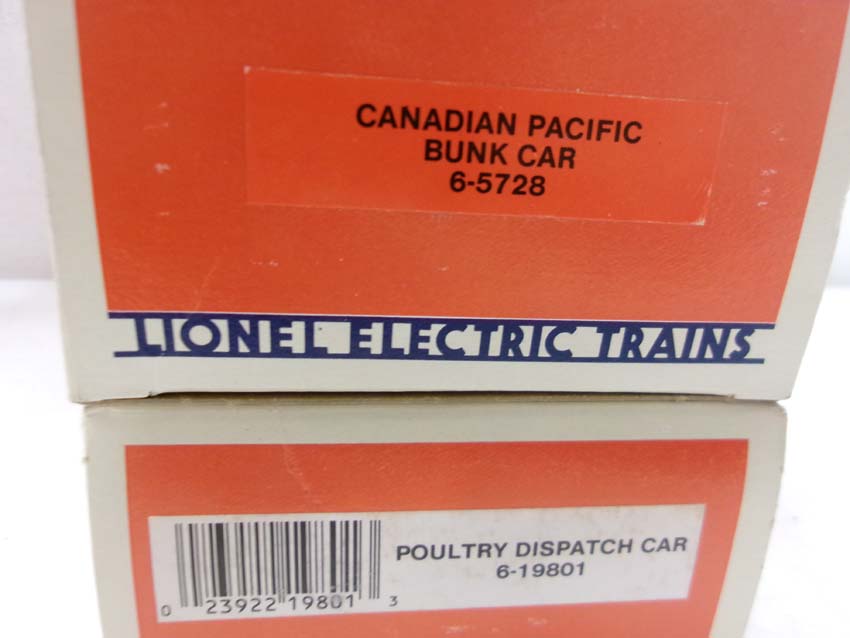 CANADIAN PACIFIC
BUNK CAR
6-5728
LIONEL ELECTRIC TRAINS
POULTRY DISPATCH CAR
6-19801
0 23922 19801 3